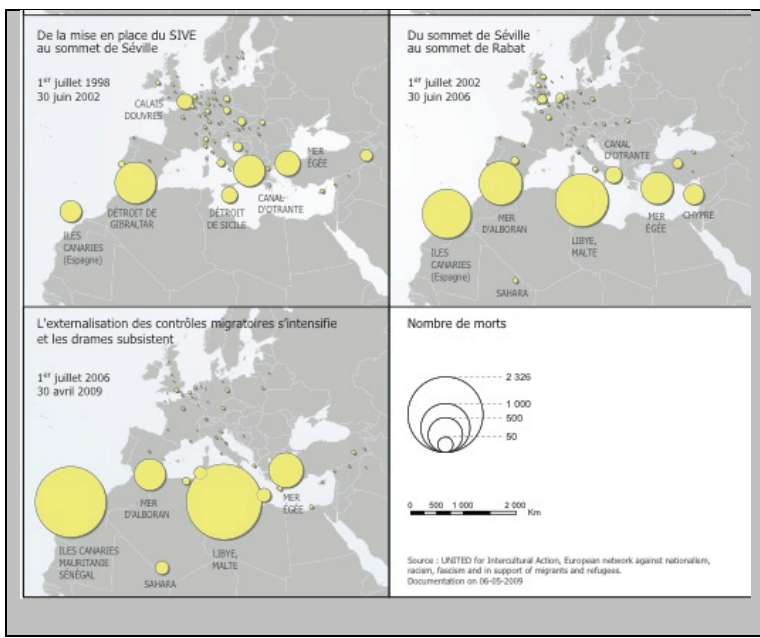 De la mise en place du SIVE
au sommet de Séville
1er juillet 1998
30 juin 2002
CALAIS
DOUVRES
MER
ÉGÉE
CANAL
D'OTRANTE
DÉTROIT
DE SICILE
DÉTROIT DE
GIBRALTAR
ILES
CANARIES
(Espagne)
Du sommet de Séville
au sommet de Rabat
1er juillet 2002
30 juin 2006
CANAL
D'OTRANTE
MER
ÉGÉE
CHYPRE
MER
D'ALBORAN
LIBYE,
MALTE
ILES
CANARIES
(Espagne)
SAHARA
L'externalisation des contrôles migratoires s'intensifie
et les drames subsistent
1er juillet 2006
30 avril 2009
MER
D'ALBORAN
MER
ÉGÉE
ILES CANARIES
MAURITANIE
SÉNÉGAL
LIBYE,
MALTE
SAHARA
Nombre de morts
2 326
1 000
500
50
0 500 1 000 2 000
Km
Source : UNITED for Intercultural Action, European network against nationalism,
racism, fascism and in support of migrants and refugees.
Documentation on 06-05-2009